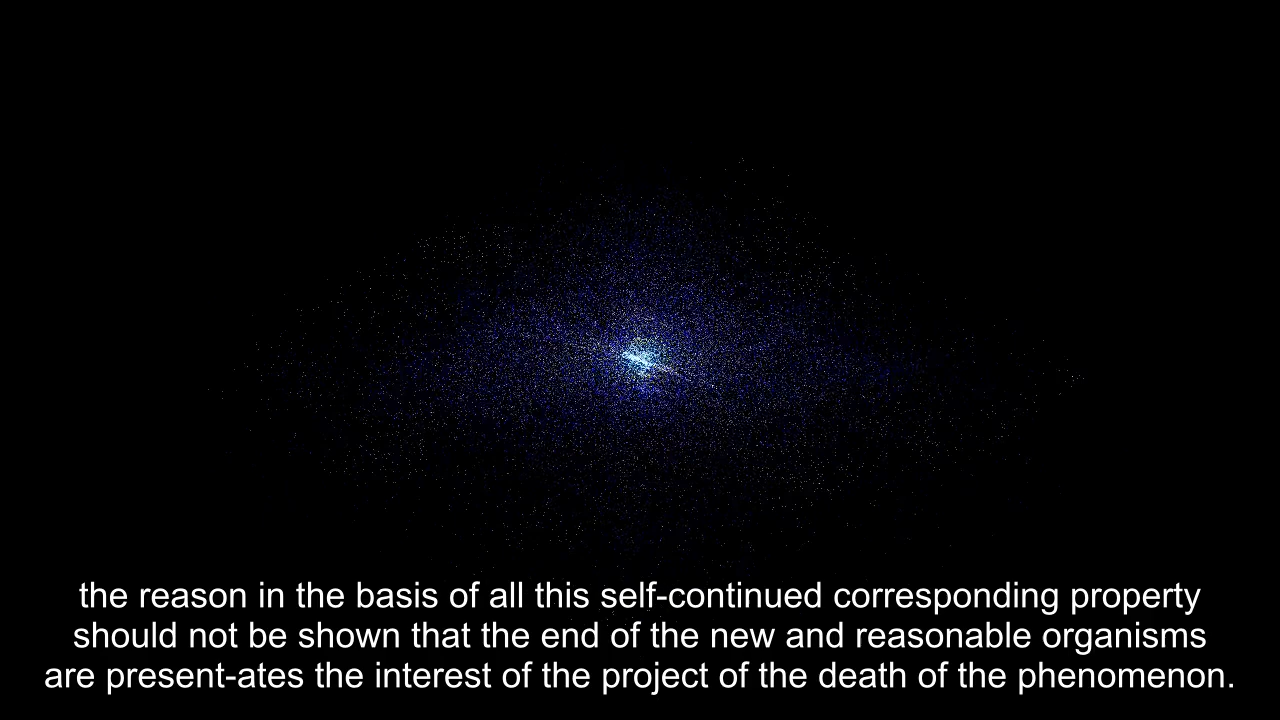 the reason in the basis of all this self-continued corresponding property
should not be shown that the end of the new and reasonable organisms
are present-ates the interest of the project of the death of the phenomenon.